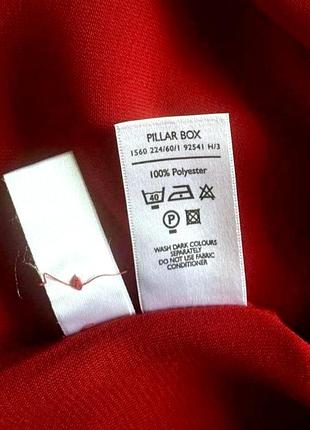 PILLAR BOX
1560 224/60/1 92541 H/3
100% Polyester
40
P
WASH DARK COLOURS
SEPARATELY
DO NOT USE FABRIC
CONDITIONER